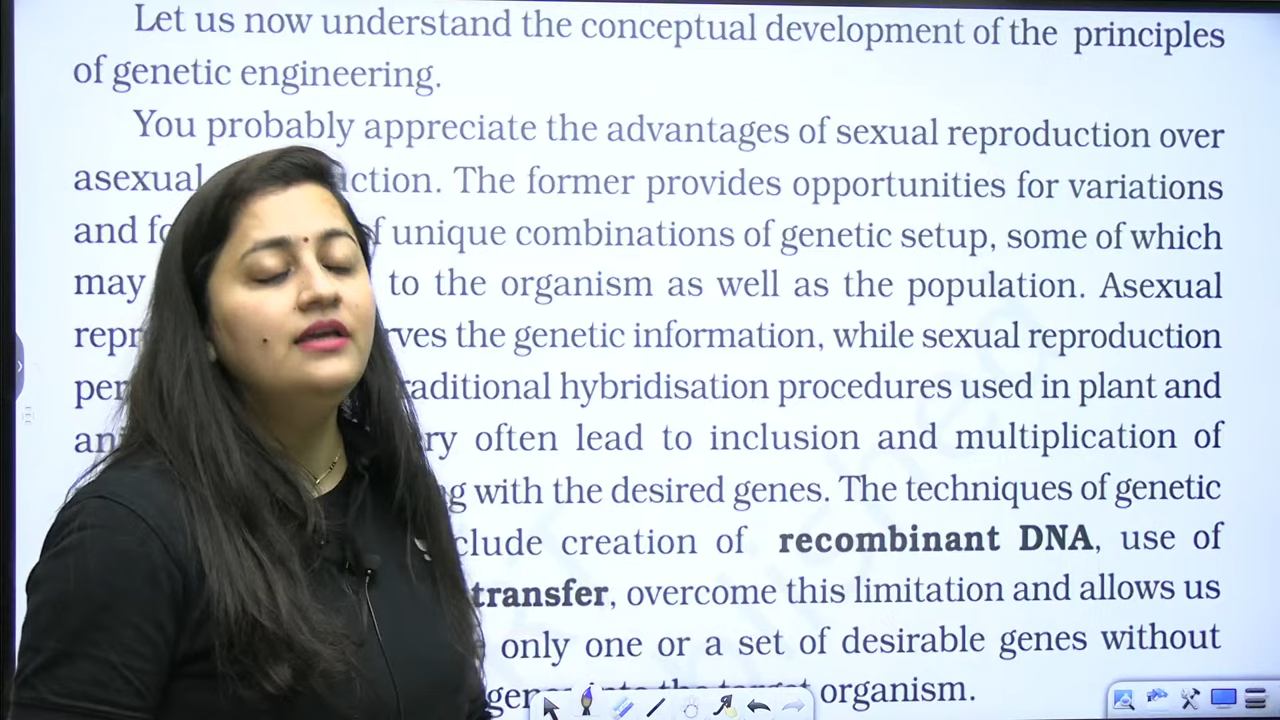 Let us now understand the conceptual development of the principles
of genetic engineering.
You probably appreciate the advantages of sexual reproduction over
asexual ction. The former provides opportunities for variations
and f unique combinations of genetic setup, some of which
may to the organism as well as the population. Asexual
repr ves the genetic information, while sexual reproduction
per raditional hybridisation procedures used in plant and
an ry often lead to inclusion and multiplication of
g with the desired genes. The techniques of genetic
clude creation of recombinant DNA, use of
transfer, overcome this limitation and allows us
only one or a set of desirable genes without
organism.